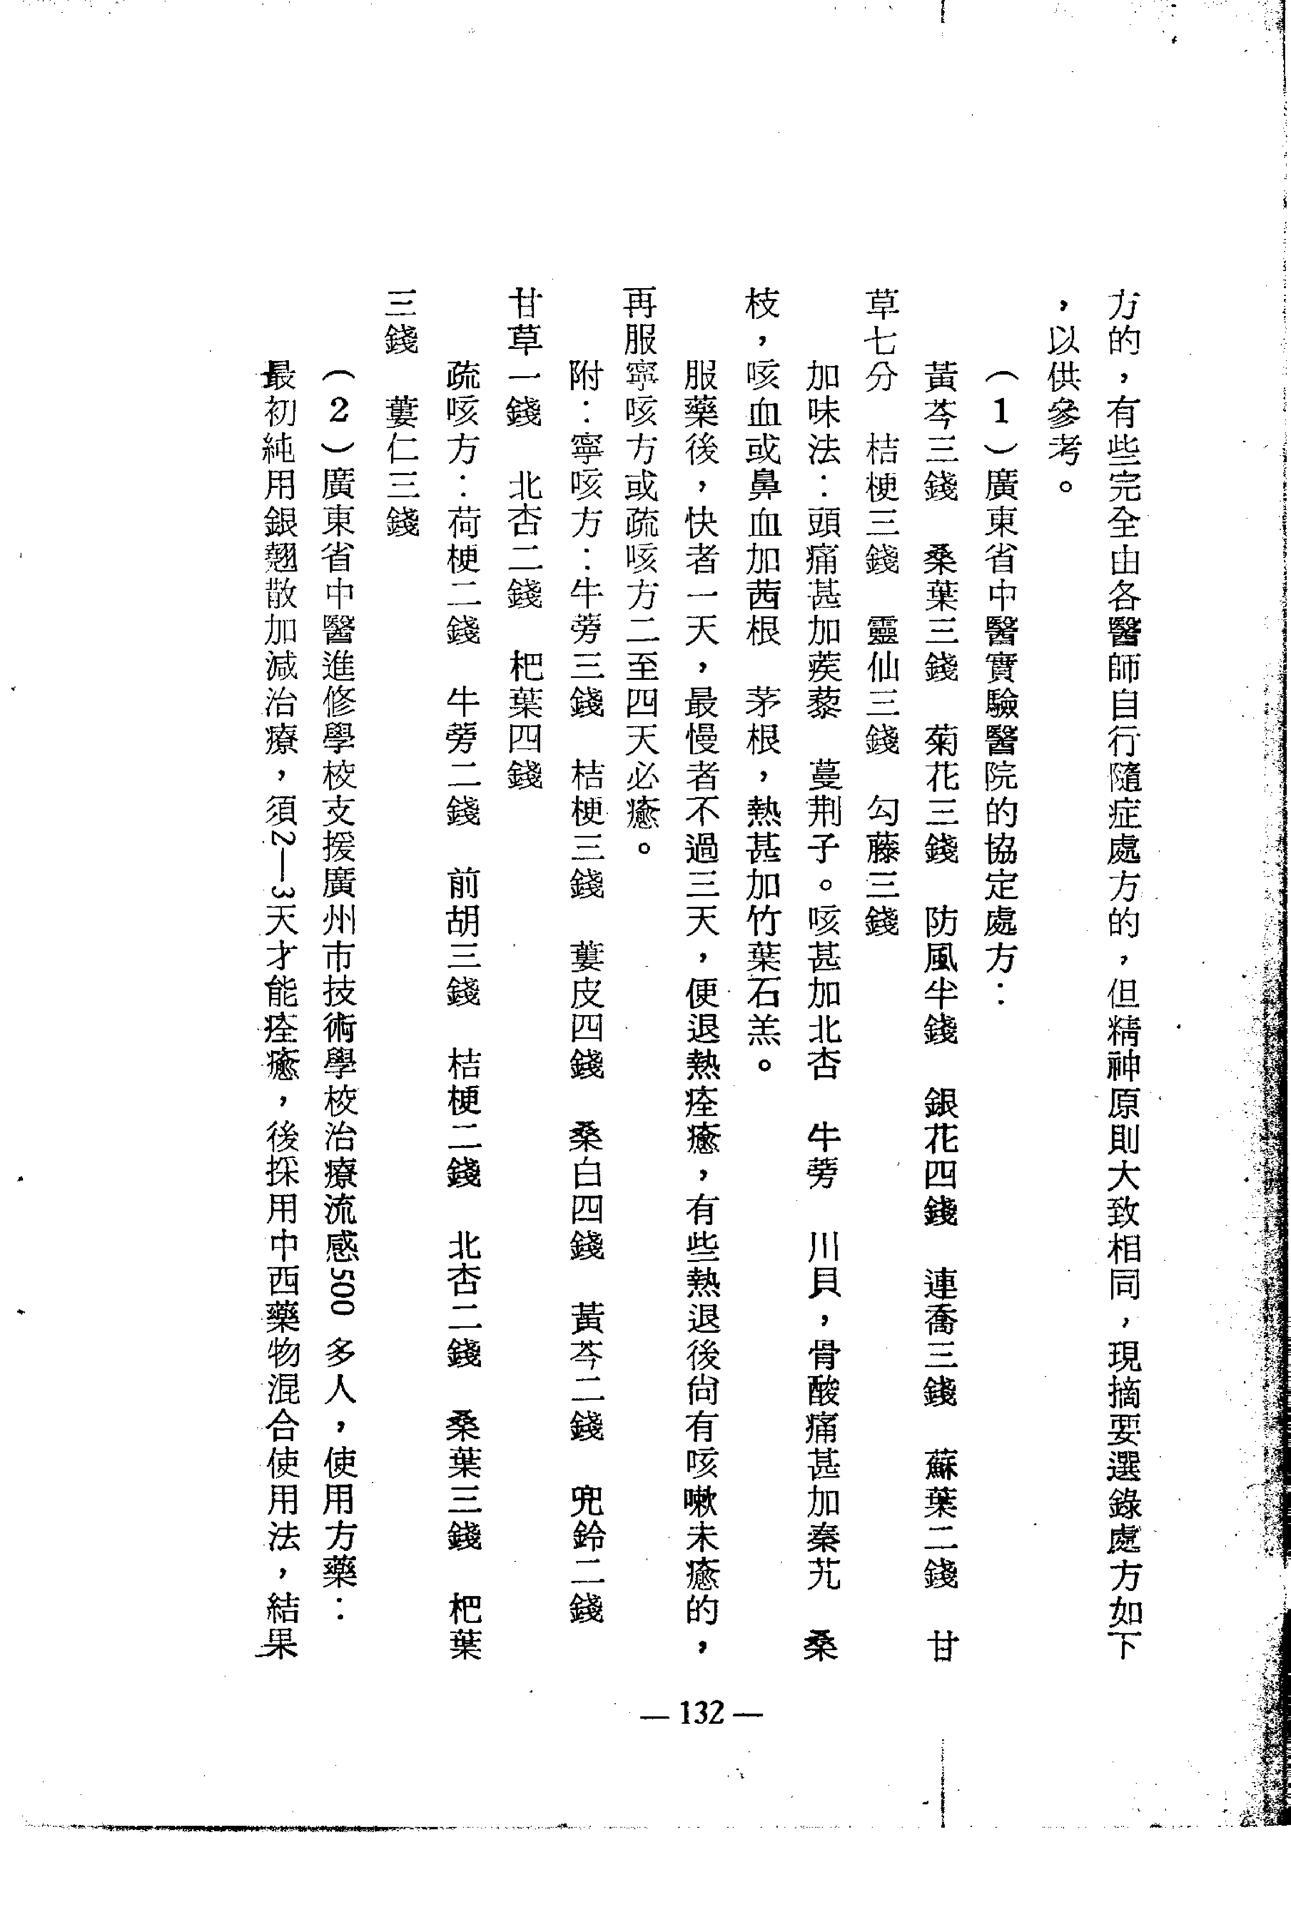 方的，有些完全由各醫師自行隨症處方的，但精神原則大致相同，現摘要選錄處方如下
，以供參考。
（1）廣東省中醫實驗醫院的協定處方：
黃芩三錢　桑葉三錢　菊花三錢　防風半錢　銀花四錢　連喬三錢　蘇葉二錢　甘
草七分　桔梗三錢　靈仙三錢　勾藤三錢
加味法：頭痛甚加蒺藜　蔓荆子。咳甚加北杏　牛蒡　川貝，骨酸痛甚加秦艽　桑
枝，咳血或鼻血加茜根　茅根，熱甚加竹葉石羔。
服藥後，快者一天，最慢者不過三天，便退熱痊癒，有些熱退後尙有咳嗽未癒的，
再服寧咳方或疏咳方二至四天必癒。
附：寧咳方：牛蒡三錢　桔梗三錢　蔞皮四錢　桑白四錢　黃芩二錢　兜鈴二錢
甘草一錢　北杏二錢　杷葉四錢
疏咳方：荷梗二錢　牛蒡二錢　前胡三錢　桔梗二錢　北杏二錢　桑葉三錢　杷葉
三錢　蔞仁三錢
（2）廣東省中醫進修學校支援廣州市技術學校治療流感500多人，使用方藥：
最初純用銀翹散加減治療，須2—3天才能痊癒，後採用中西藥物混合使用法，結果
— 132 —